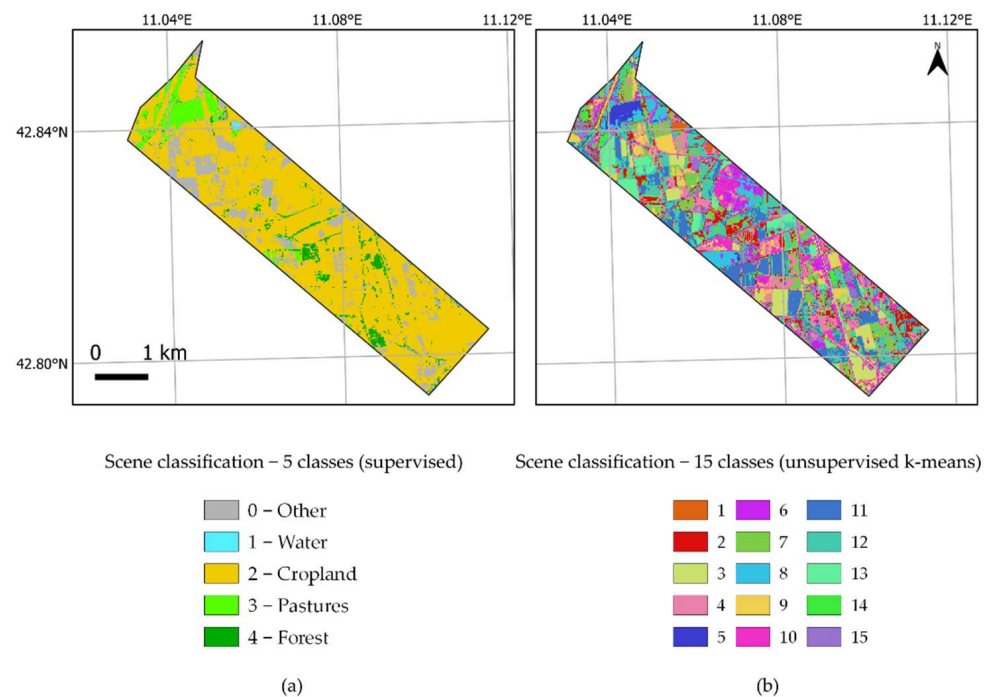 11.04°E 11.08°E 11.12°E 11.04°E 11.08°E 11.12°E
N
42.84°N
0 1 km
42.80°N
Scene classification – 5 classes (supervised) Scene classification – 15 classes (unsupervised k-means)
0 – Other 1 6 11
1 – Water 2 7 12
2 – Cropland 3 8 13
3 – Pastures 4 9 14
4 – Forest 5 10 15
(a) (b)